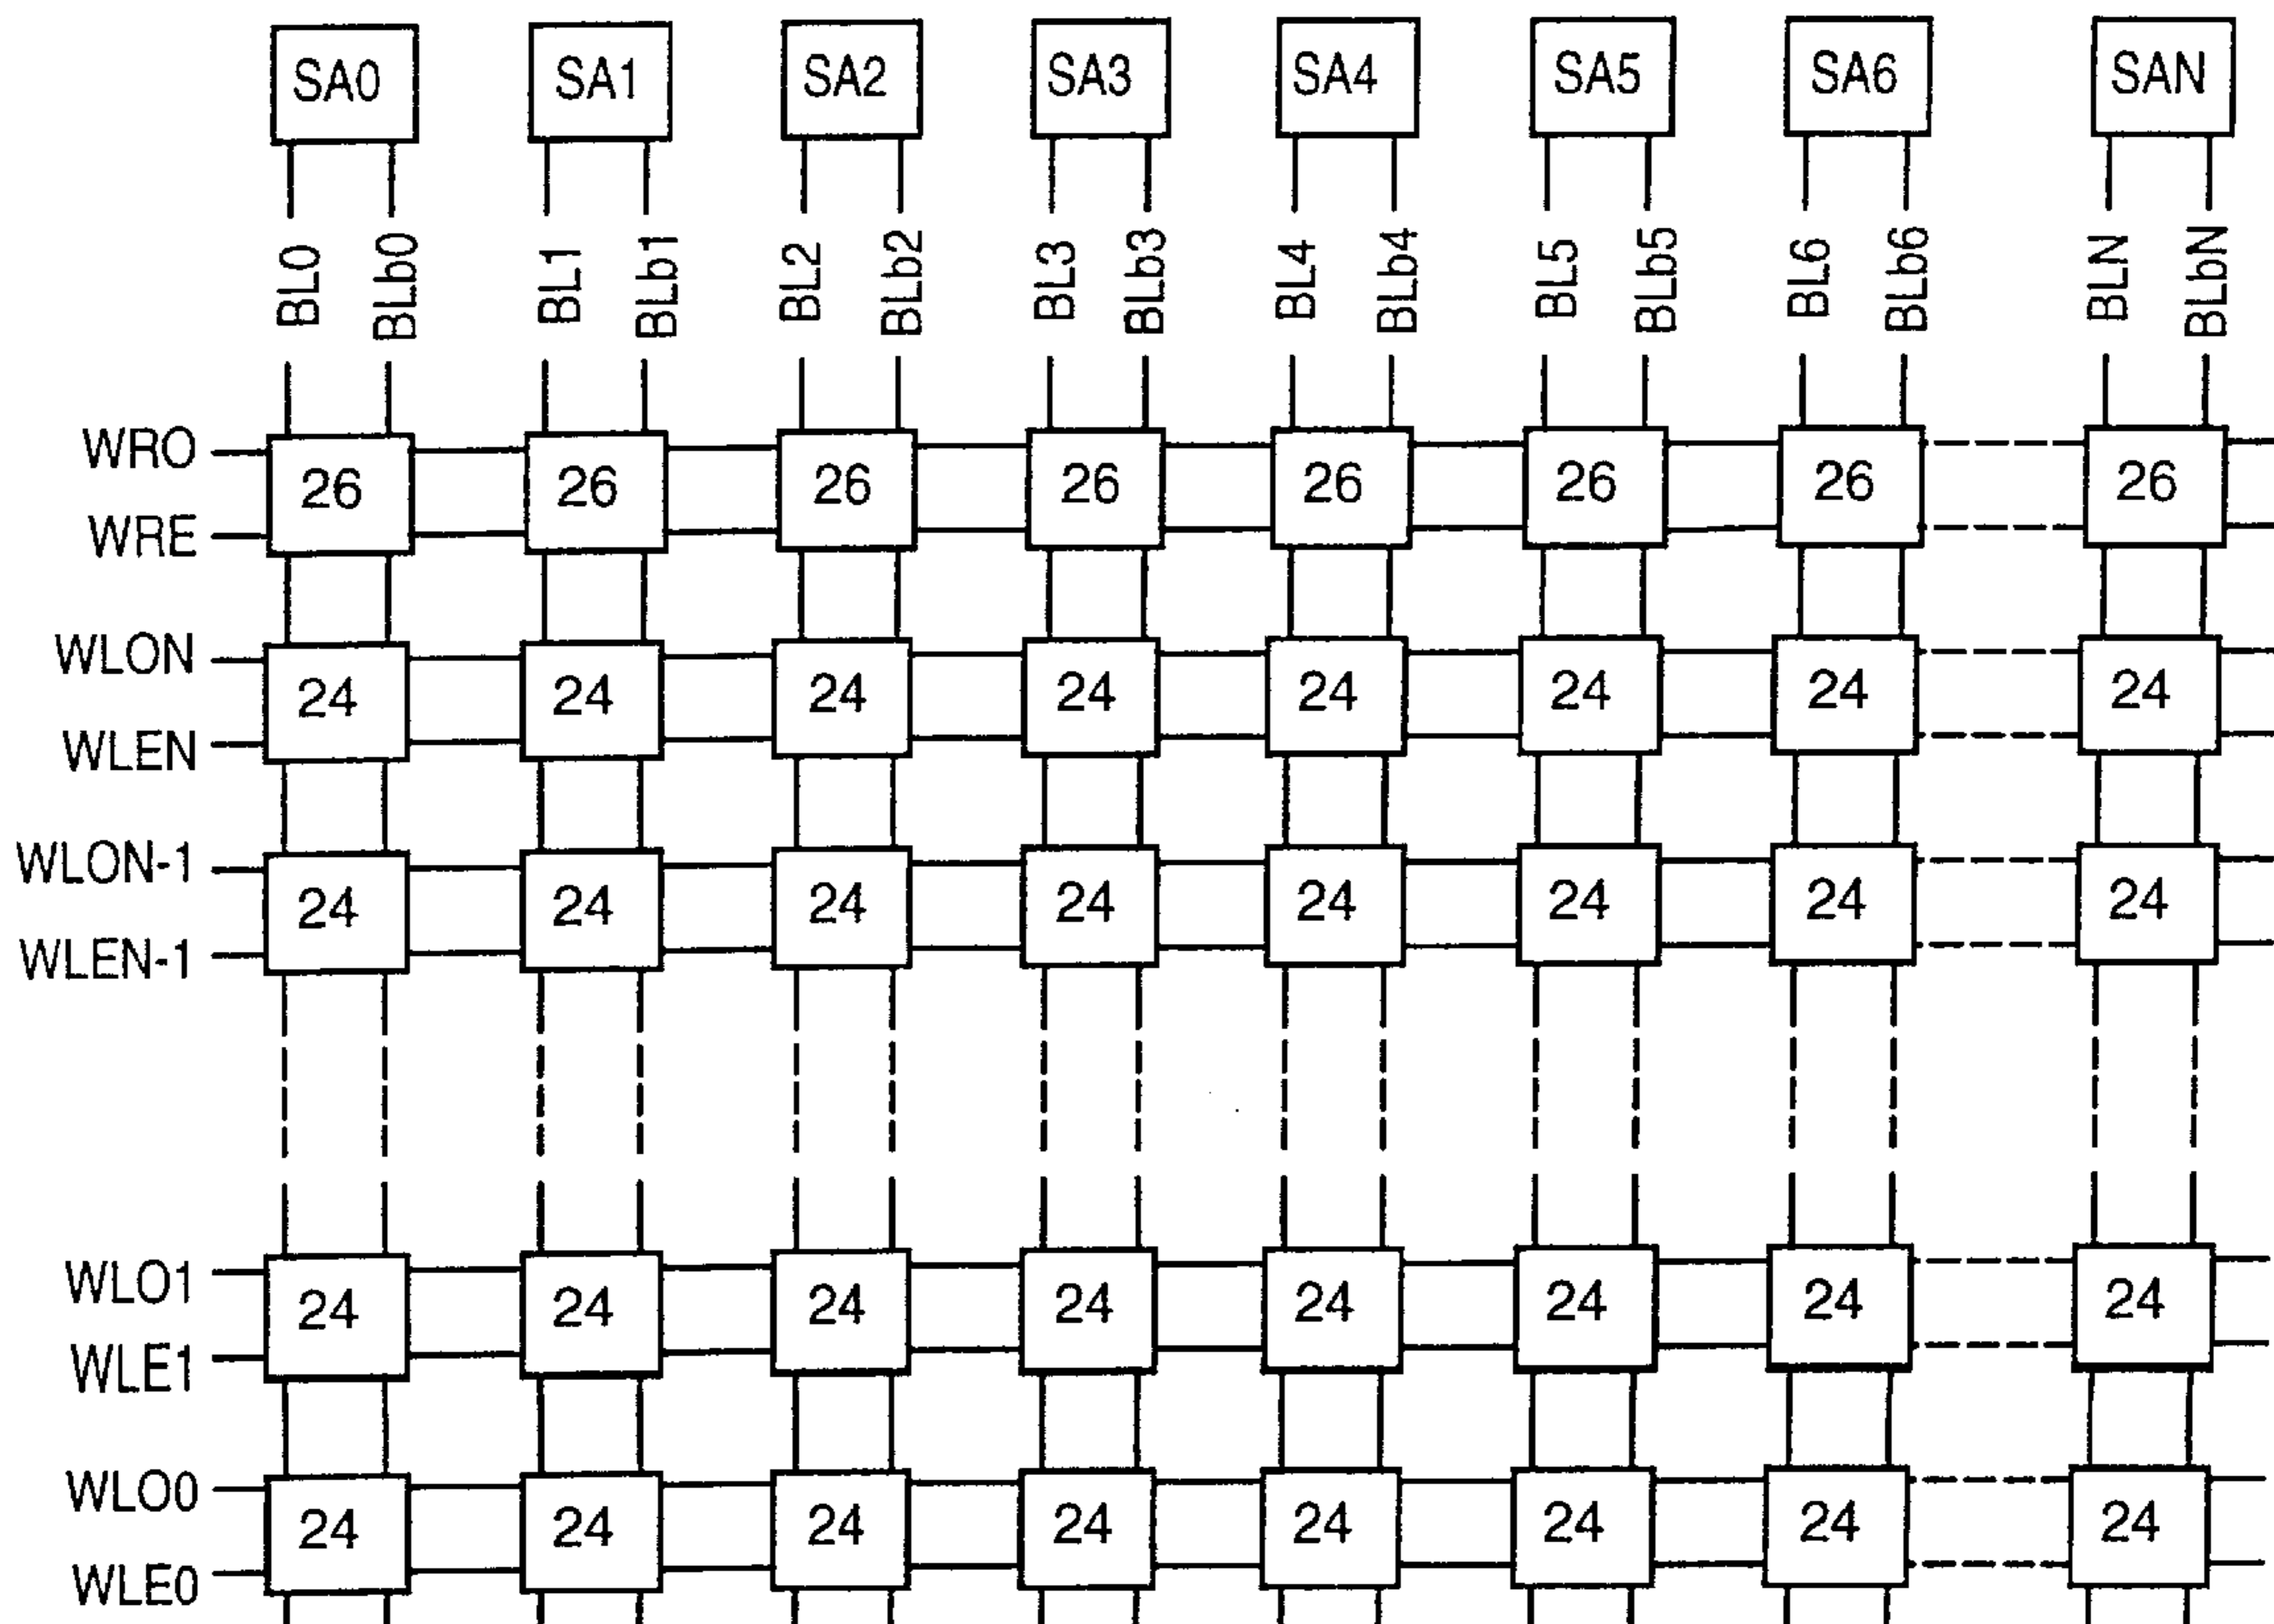 SA0 SA1 SA2 SA3 SA4 SA5 SA6 SAN
BL0 BLb0 BL1 BLb1 BL2 BLb2 BL3 BLb3 BL4 BLb4 BL5 BLb5 BL6 BLb6 BLN BLbN
WRO
26 26 26 26 26 26 26 26
WRE
WLON
24 24 24 24 24 24 24 24
WLEN
WLON-1
24 24 24 24 24 24 24 24
WLEN-1
WLO1
24 24 24 24 24 24 24 24
WLE1
WLO0
24 24 24 24 24 24 24 24
WLE0